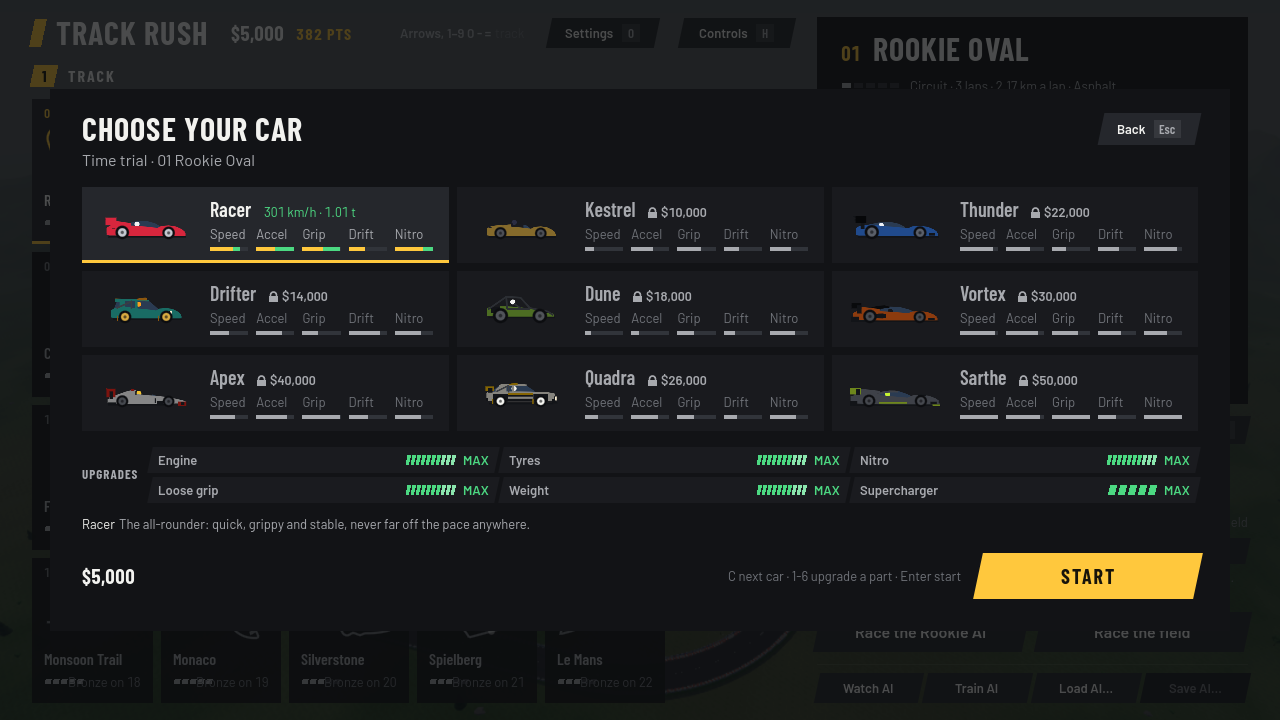 TRACK RUSH $5,000 382 PTS Arrows, 1–9 0 - = track Settings O Controls H
01 ROOKIE OVAL
1 TRACK
Circuit · 3 laps · 2.17 km a lap · Asphalt
CHOOSE YOUR CAR
Back Esc
Time trial · 01 Rookie Oval
Racer 301 km/h · 1.01 t
Speed Accel Grip Drift Nitro
Kestrel $10,000
Speed Accel Grip Drift Nitro
Thunder $22,000
Speed Accel Grip Drift Nitro
Drifter $14,000
Speed Accel Grip Drift Nitro
Dune $18,000
Speed Accel Grip Drift Nitro
Vortex $30,000
Speed Accel Grip Drift Nitro
Apex $40,000
Speed Accel Grip Drift Nitro
Quadra $26,000
Speed Accel Grip Drift Nitro
Sarthe $50,000
Speed Accel Grip Drift Nitro
UPGRADES
Engine MAX Tyres MAX Nitro MAX
Loose grip MAX Weight MAX Supercharger MAX
Racer The all-rounder: quick, grippy and stable, never far off the pace anywhere.
$5,000
C next car · 1-6 upgrade a part · Enter start
START
Race the Rookie AI Race the field
Monsoon Trail Monaco Silverstone Spielberg Le Mans
Bronze on 18 Bronze on 19 Bronze on 20 Bronze on 21 Bronze on 22
Watch AI Train AI Load AI... Save AI...